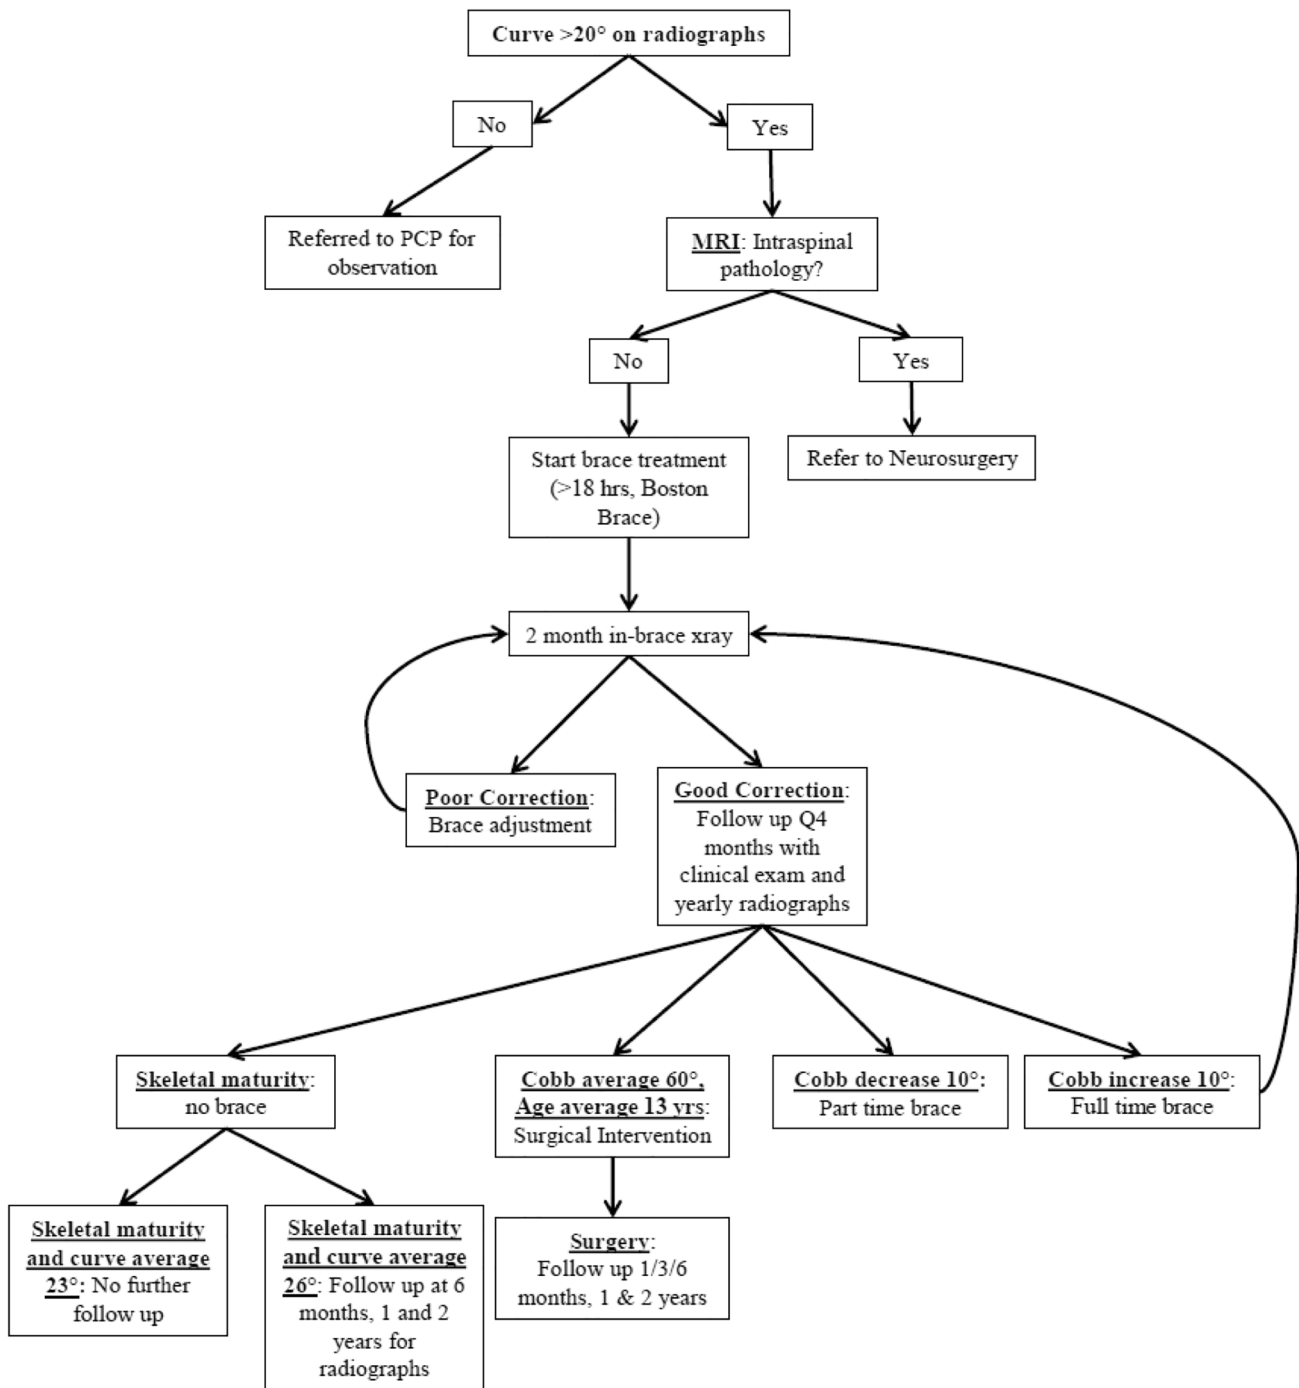 Curve >20° on radiographs
No
Yes
Referred to PCP for
observation
MRI: Intraspinal
pathology?
No
Yes
Start brace treatment
(>18 hrs, Boston
Brace)
Refer to Neurosurgery
2 month in-brace xray
Poor Correction:
Brace adjustment
Good Correction:
Follow up Q4
months with
clinical exam and
yearly radiographs
Skeletal maturity:
no brace
Cobb average 60°,
Age average 13 yrs:
Surgical Intervention
Cobb decrease 10°:
Part time brace
Cobb increase 10°:
Full time brace
Skeletal maturity
and curve average
23°: No further
follow up
Skeletal maturity
and curve average
26°: Follow up at 6
months, 1 and 2
years for
radiographs
Surgery:
Follow up 1/3/6
months, 1 & 2 years